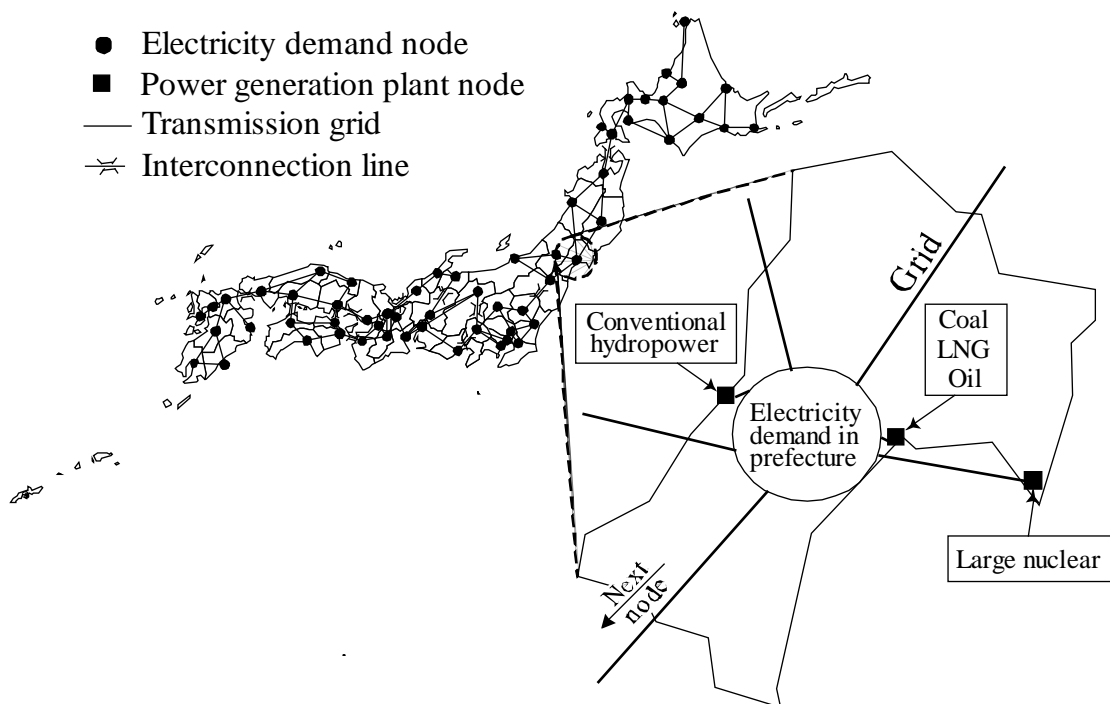 Electricity demand node
Power generation plant node
Transmission grid
Interconnection line
Grid
Conventional
hydropower
Coal
LNG
Oil
Electricity
demand in
prefecture
Large nuclear
Next
node